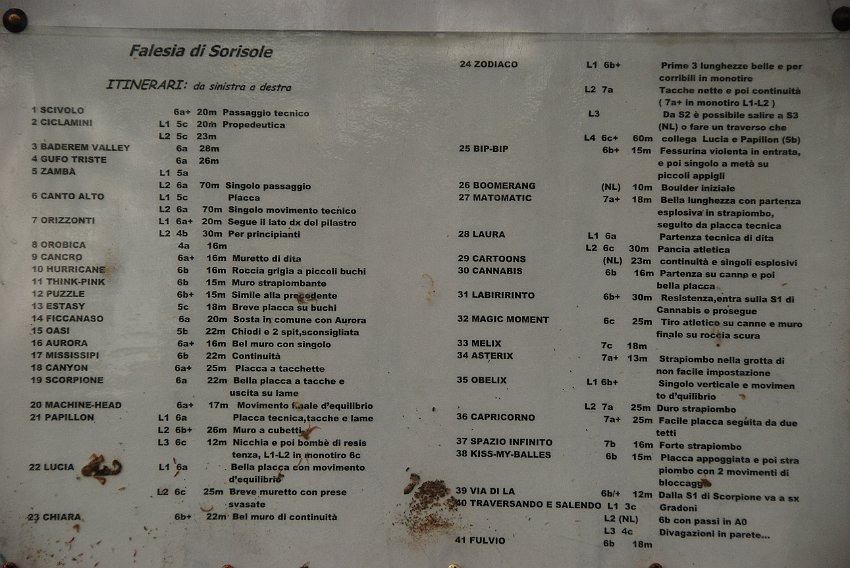 Falesia di Sorisole
ITINERARI: da sinistra a destra
1 SCIVOLO 6a+ 20m Passaggio tecnico
2 CICLAMINI L1 5c 20m Propedeutica
L2 5c 23m
3 BADEREM VALLEY 6a 28m
4 GUFO TRISTE 6a 26m
5 ZAMBÀ L1 5a
L2 6a 70m Singolo passaggio
6 CANTO ALTO L1 5c Placca
L2 6a 70m Singolo movimento tecnico
7 ORIZZONTI L1 6a+ 20m Segue il lato dx del pilastro
L2 4b 30m Per principianti
8 OROBICA 4a 16m
9 CANCRO 6a+ 16m Muretto di dita
10 HURRICANE 6b 16m Roccia grigia a piccoli buchi
11 THINK-PINK 6b 15m Muro strapiombante
12 PUZZLE 6b+ 15m Simile alla precedente
13 ESTASY 5c 18m Breve placca su buchi
14 FICCANASO 6a 20m Sosta in comune con Aurora
15 OASI 5b 22m Chiodi e 2 spit,sconsigliata
16 AURORA 6a+ 16m Bel muro con singolo
17 MISSISIPI 6b 22m Continuità
18 CANYON 6a+ 25m Placca a tacchette
19 SCORPIONE 6a 22m Bella placca a tacche e
uscita su lame
20 MACHINE-HEAD 6a+ 17m Movimento finale d'equilibrio
21 PAPILLON L1 6a Placca tecnica,tacche e lame
L2 6b+ 26m Muro a cubetti
L3 6c 12m Nicchia e poi bombè di resis
tenza, L1-L2 in monotiro 6c
22 LUCIA L1 6a Bella placca con movimento
d'equilibrio
L2 6c 25m Breve muretto con prese
svasate
23 CHIARA 6b+ 22m Bel muro di continuità
24 ZODIACO L1 6b+ Prime 3 lunghezze belle e per
corribili in monotire
L2 7a Tacche nette e poi continuità
( 7a+ in monotiro L1-L2 )
L3 Da S2 è possibile salire a S3
(NL) o fare un traverso che
L4 6c+ 60m collega Lucia e Papilion (5b)
25 BIP-BIP 6b+ 15m Fessurina violenta in entrata,
e poi singolo a metà su
piccoli appigli
26 BOOMERANG (NL) 10m Boulder iniziale
27 MATOMATIC 7a+ 18m Bella lunghezza con partenza
esplosiva in strapiombo,
seguito da placca tecnica
28 LAURA L1 6a Partenza tecnica di dita
L2 6c 30m Pancia atletica
29 CARTOONS (NL) 23m continuità e singoli esplosivi
30 CANNABIS 6b 16m Partenza su canne e poi
bella placca
31 LABIRIRINTO 6b+ 30m Resistenza,entra sulla S1 di
Cannabis e prosegue
32 MAGIC MOMENT 6c 25m Tiro atletico su canne e muro
finale su roccia scura
33 MELIX 7c 18m
34 ASTERIX 7a+ 13m Strapiombo nella grotta di
non facile impostazione
35 OBELIX L1 6b+ Singolo verticale e movimen
to d'quilibrio
L2 7a 25m Duro strapiombo
36 CAPRICORNO 7a+ 25m Facile placca seguita da due
tetti
37 SPAZIO INFINITO 7b 16m Forte strapiombo
38 KISS-MY-BALLES 6b 15m Placca appoggiata e poi stra
piombo con 2 movimenti di
bloccaggio
39 VIA DI LA 6b/+ 12m Dalla S1 di Scorpione va a sx
40 TRAVERSANDO E SALENDO L1 3c Gradoni
L2 (NL) 6b con passi in A0
L3 4c Divagazioni in parete...
41 FULVIO 6b 18m